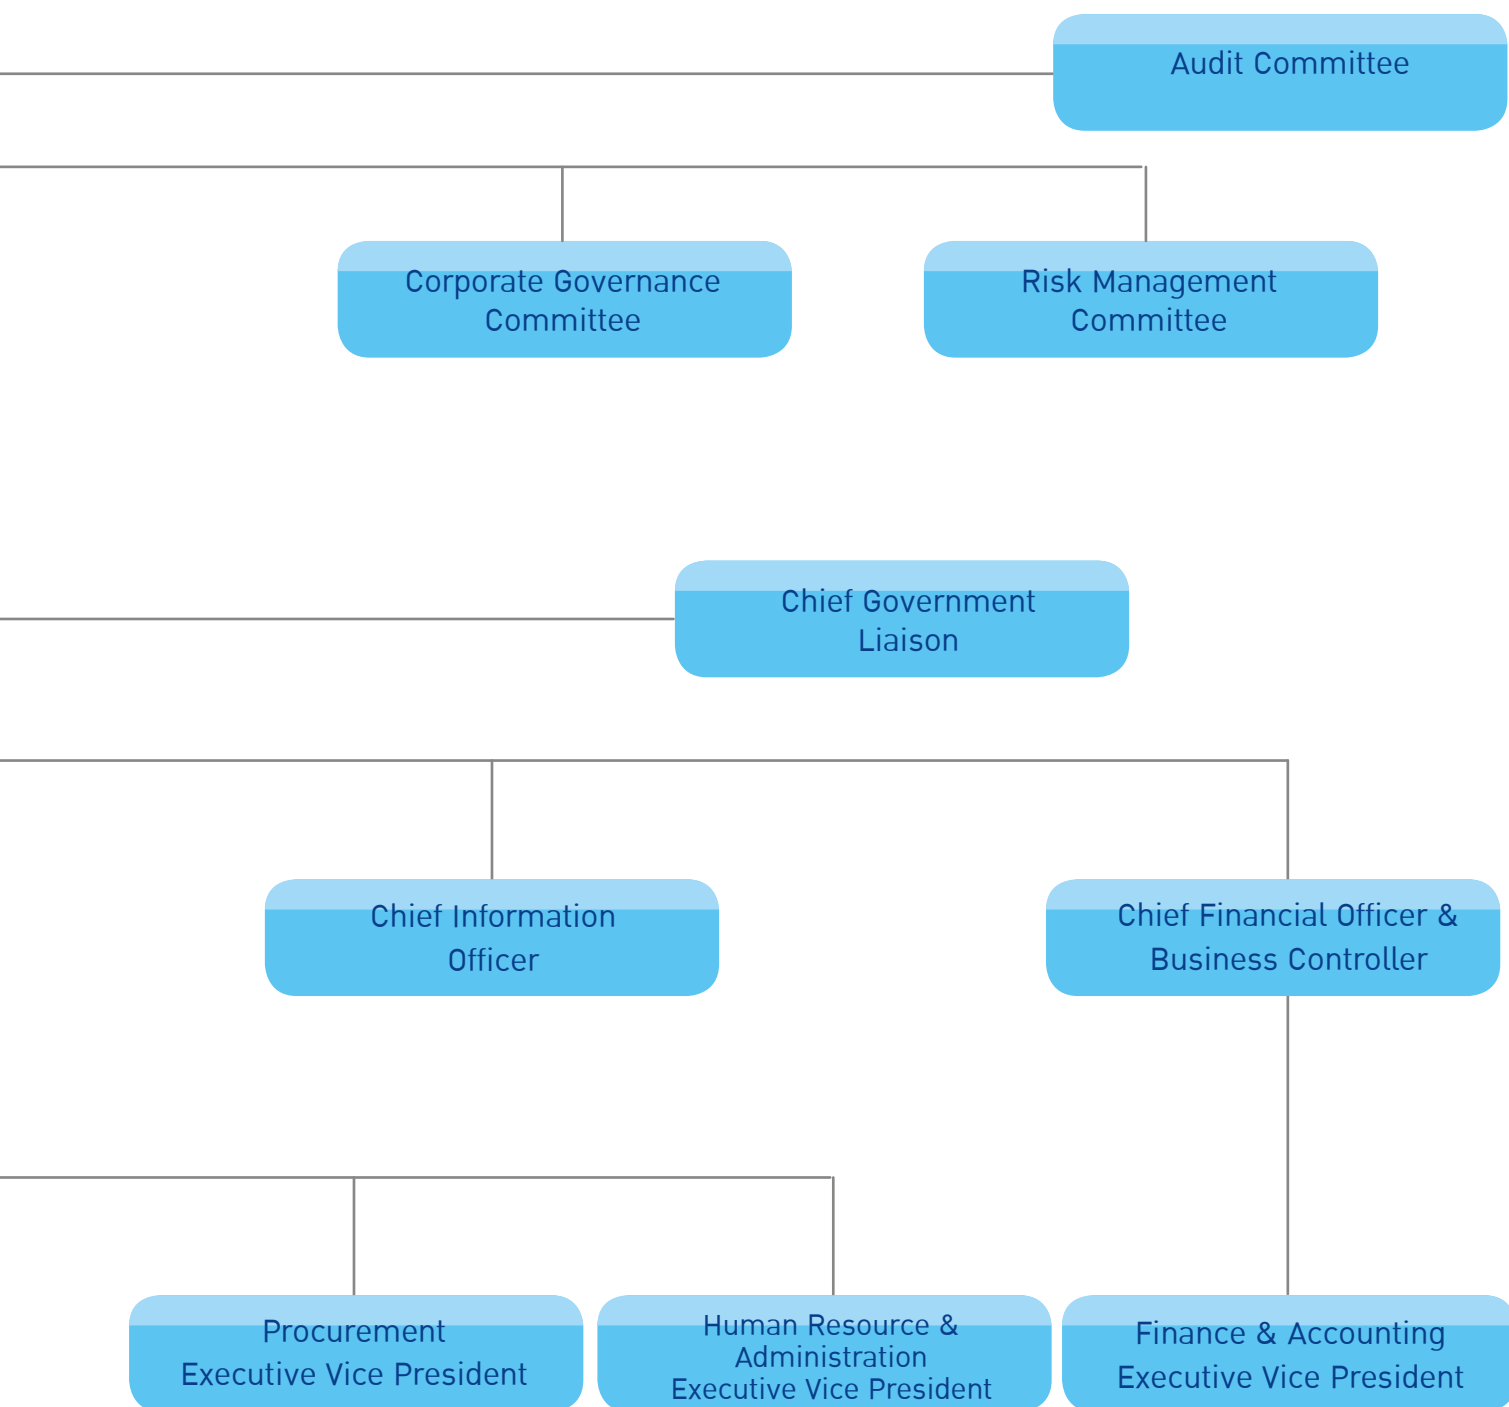 Audit Committee
Corporate Governance
Committee
Risk Management
Committee
Chief Government
Liaison
Chief Information
Officer
Chief Financial Officer &
Business Controller
Procurement
Executive Vice President
Human Resource &
Administration
Executive Vice President
Finance & Accounting
Executive Vice President